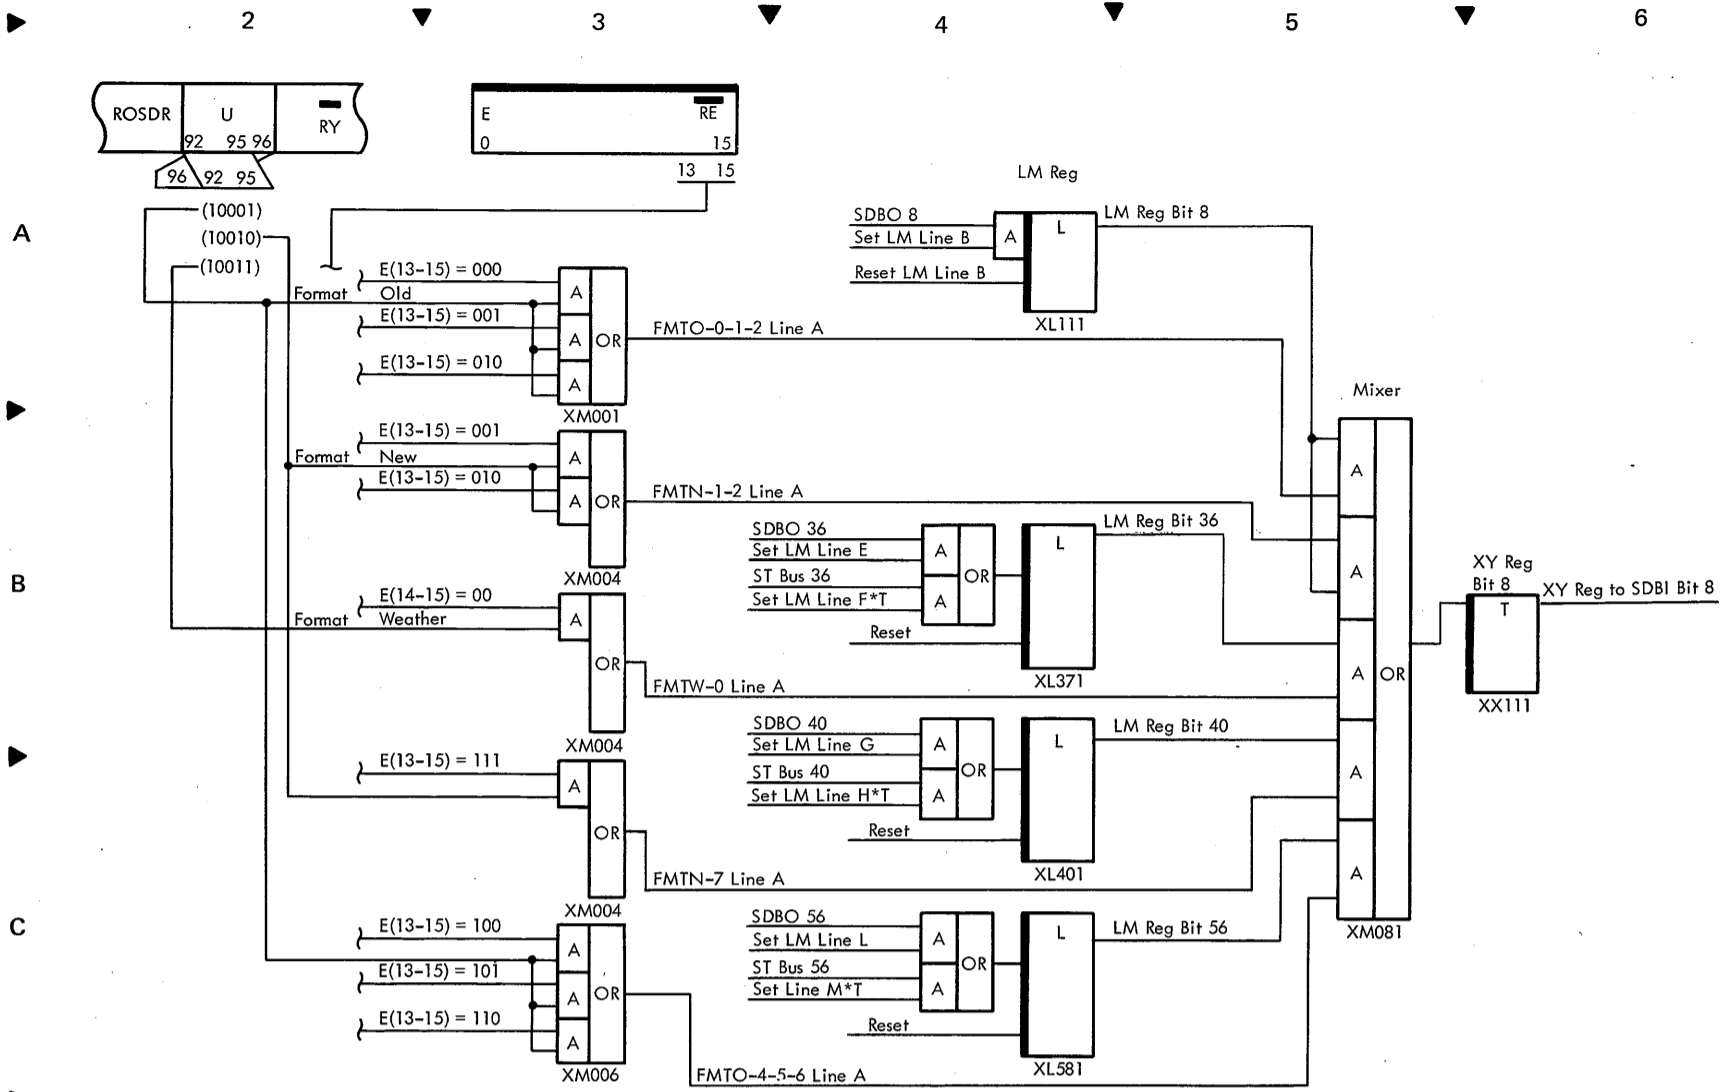 2 3 4 5 6
ROSDR U RY
92 95 96
96 92 95
E RE
0 15
13 15
(10001)
(10010)
(10011)
A
B
C
E(13-15) = 000
Format Old
E(13-15) = 001
E(13-15) = 010
A
A
A
OR
XM001
FMTO-0-1-2 Line A
E(13-15) = 001
Format New
E(13-15) = 010
A
A
OR
XM004
FMTN-1-2 Line A
E(14-15) = 00
Format Weather
A
OR
XM004
FMTW-0 Line A
E(13-15) = 111
A
OR
XM004
FMTN-7 Line A
E(13-15) = 100
E(13-15) = 101
E(13-15) = 110
A
A
A
OR
XM006
FMTO-4-5-6 Line A
LM Reg
SDBO 8
Set LM Line B
Reset LM Line B
A
L
XL111
LM Reg Bit 8
SDBO 36
Set LM Line E
ST Bus 36
Set LM Line F*T
Reset
A
A
OR
L
XL371
LM Reg Bit 36
SDBO 40
Set LM Line G
ST Bus 40
Set LM Line H*T
Reset
A
A
OR
L
XL401
LM Reg Bit 40
SDBO 56
Set LM Line L
ST Bus 56
Set Line M*T
Reset
A
A
OR
L
XL581
LM Reg Bit 56
Mixer
A
A
A
A
A
OR
XM081
XY Reg
Bit 8
T
XX111
XY Reg to SDBI Bit 8